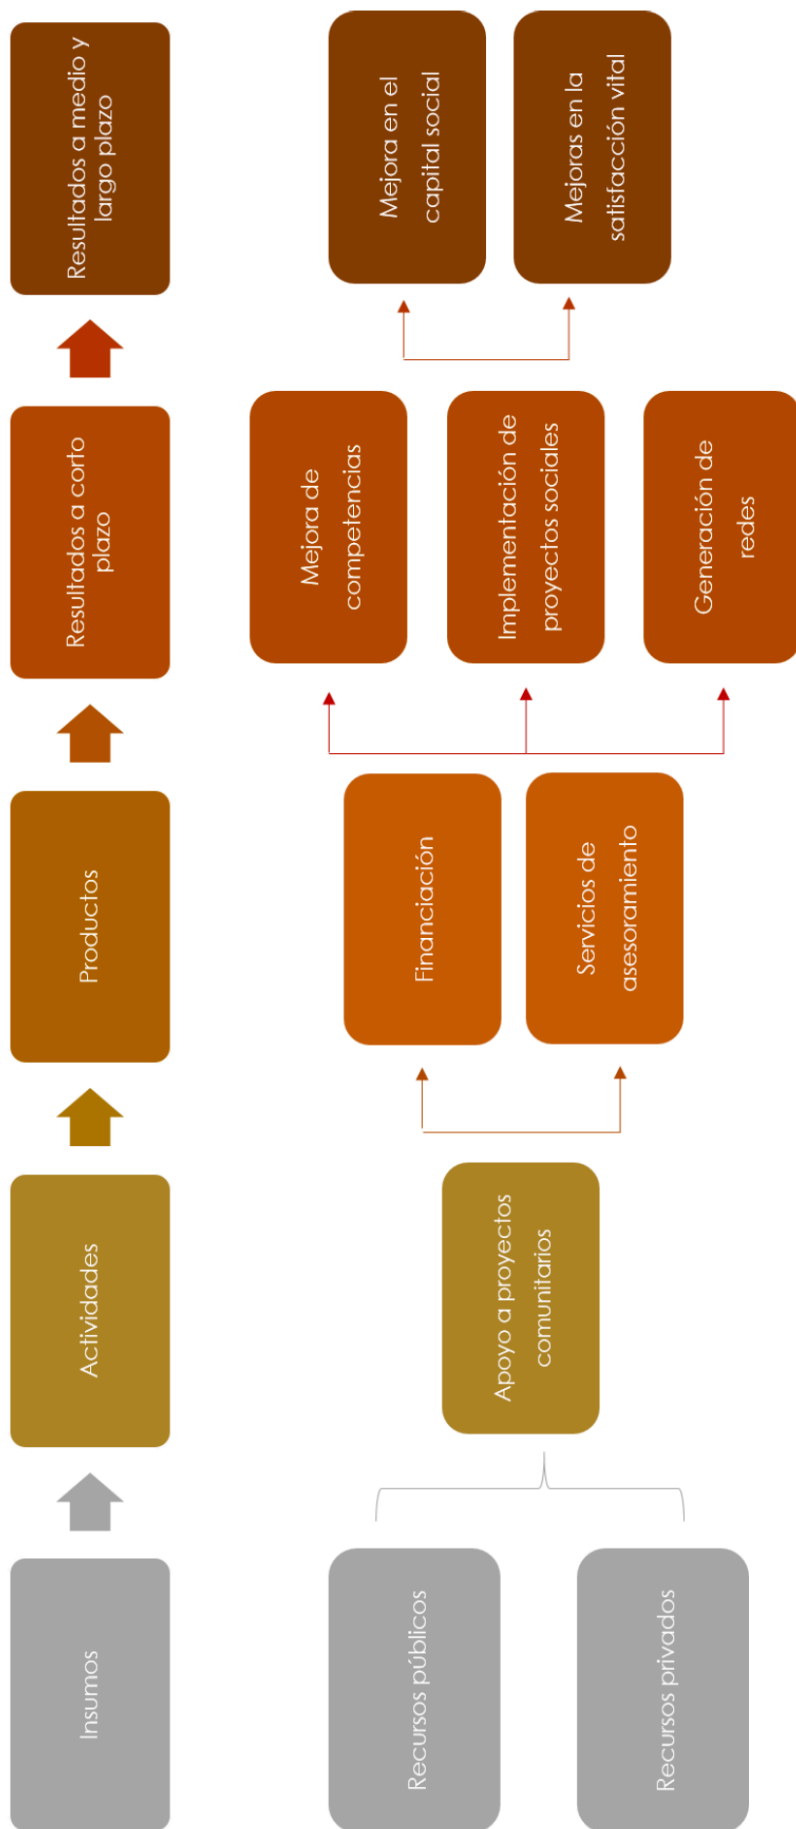 Insumos
Actividades
Productos
Resultados a corto
plazo
Resultados a medio y
largo plazo
Recursos públicos
Recursos privados
Apoyo a proyectos
comunitarios
Financiación
Servicios de
asesoramiento
Mejora de
competencias
Implementación de
proyectos sociales
Generación de
redes
Mejora en el
capital social
Mejoras en la
satisfacción vital